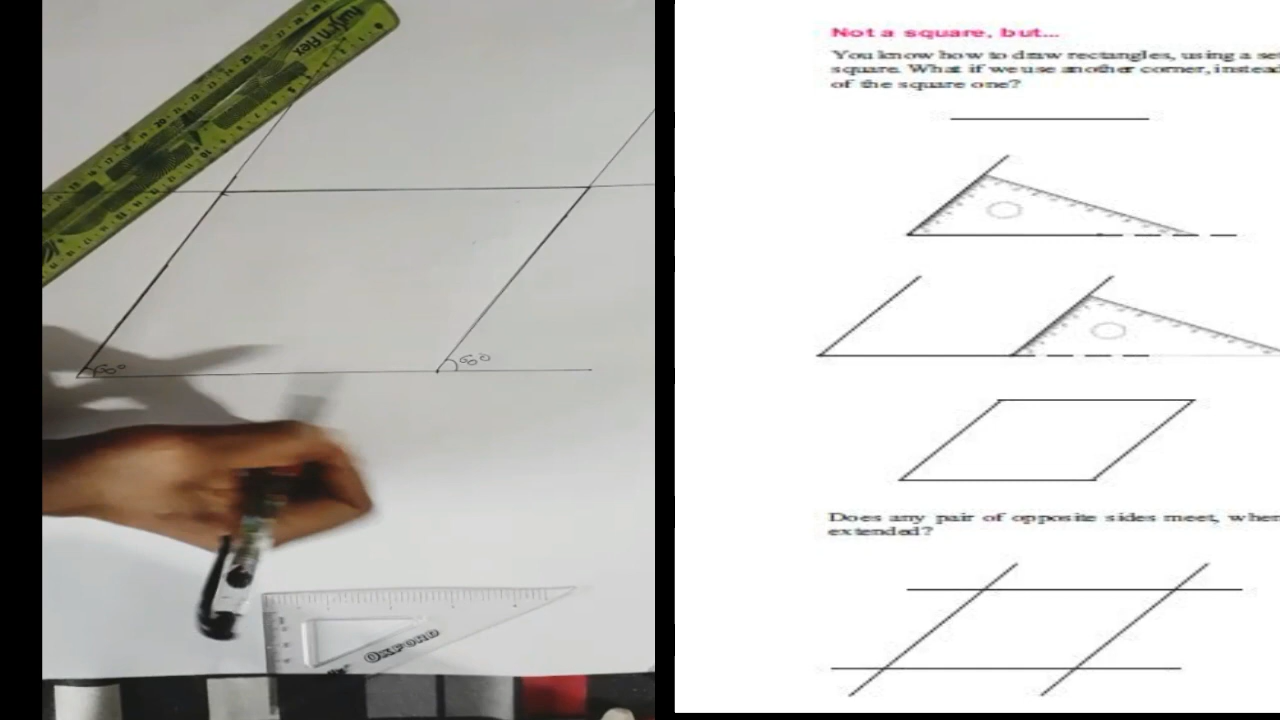 60°
60°
OXFORD
Not a square, but...
You know how to draw rectangles, using a se
square. What if we use another corner, instead
of the square one?
Does any pair of opposite sides meet, when
extended?